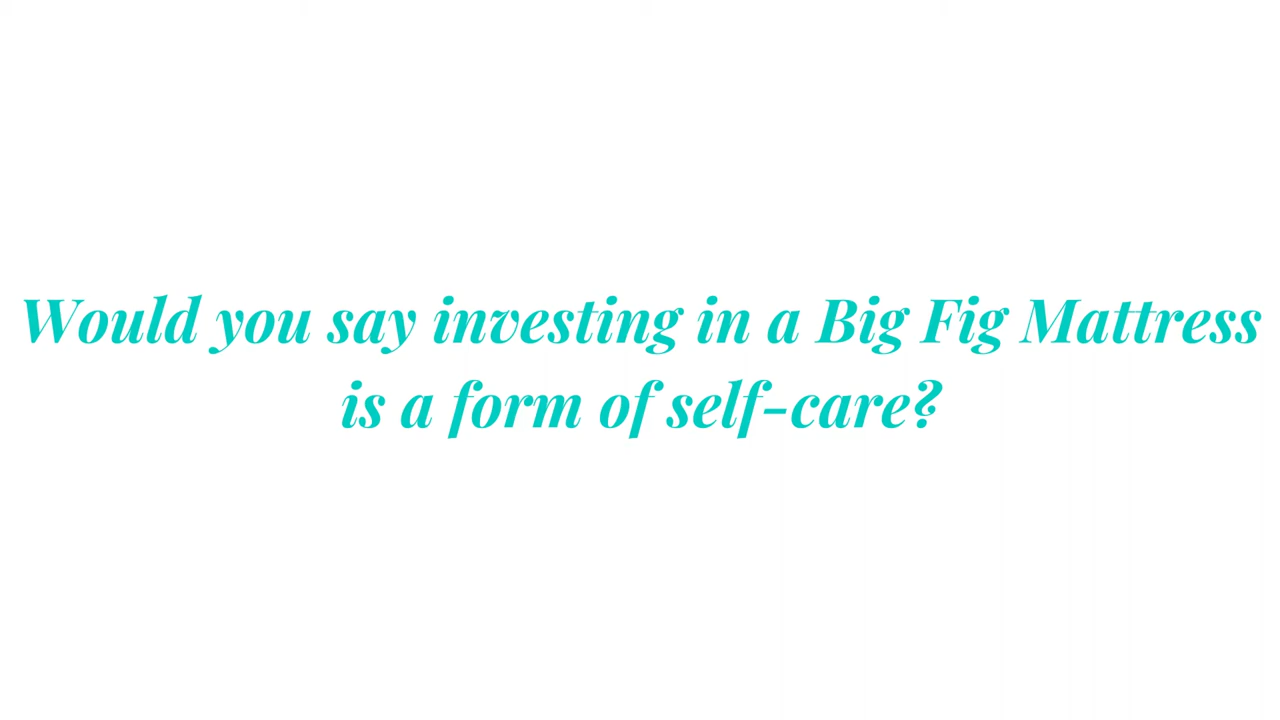 Would you say investing in a Big Fig Mattress
is a form of self-care?